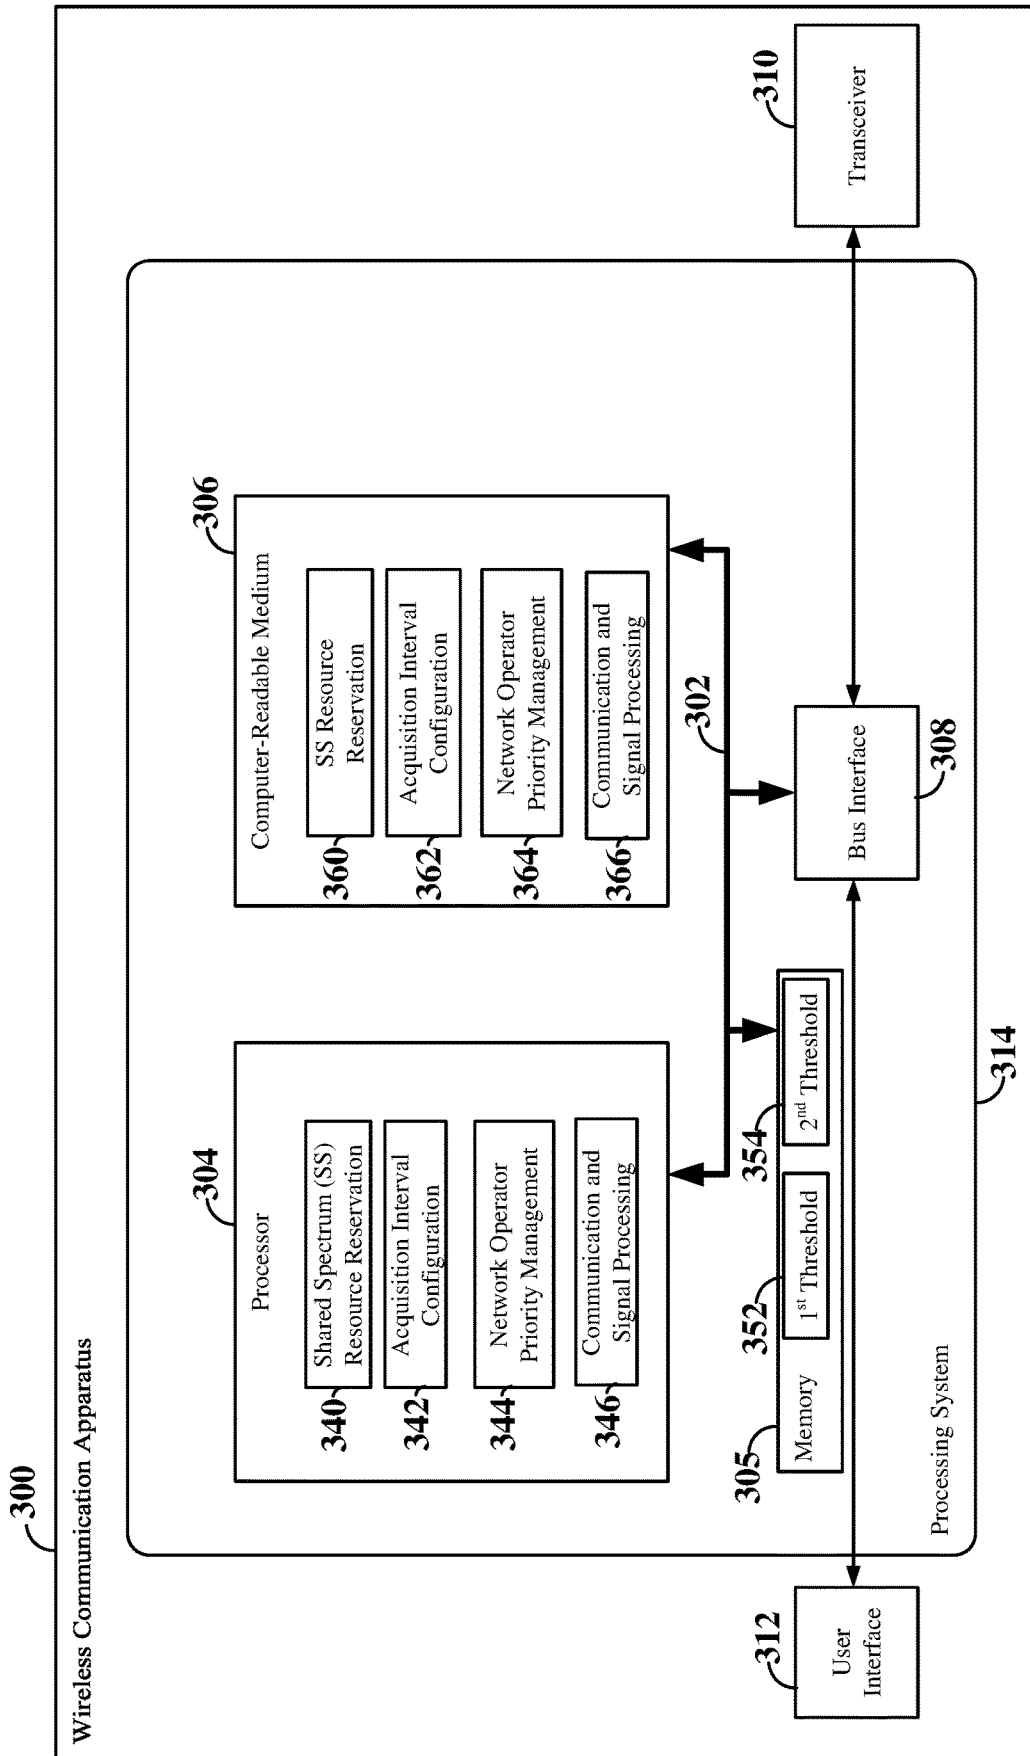 300
Wireless Communication Apparatus
304
Processor
Shared Spectrum (SS)
Resource Reservation
340
Acquisition Interval
Configuration
342
Network Operator
Priority Management
344
Communication and
Signal Processing
346
306
Computer-Readable Medium
SS Resource
Reservation
360
Acquisition Interval
Configuration
362
Network Operator
Priority Management
364
Communication and
Signal Processing
366
302
305
Memory
352
1st Threshold
354
2nd Threshold
Bus Interface
308
312
User
Interface
310
Transceiver
Processing System
314